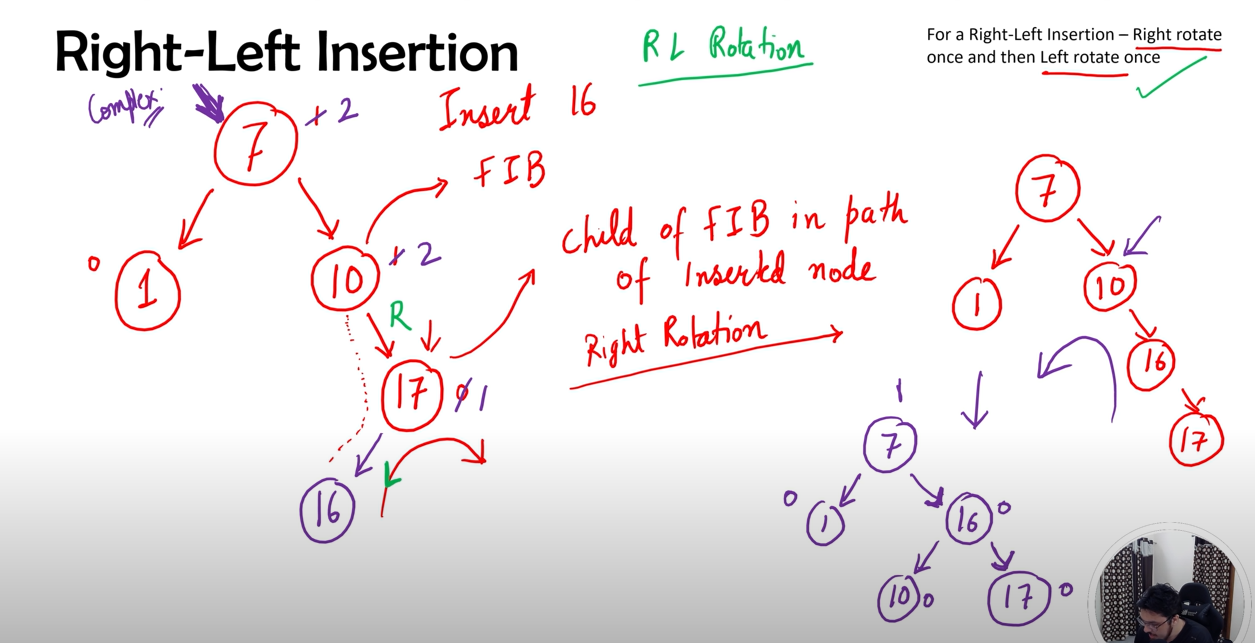 Right-Left Insertion
RL Rotation
For a Right-Left Insertion – Right rotate
once and then Left rotate once
Complex
7
2
Insert 16
FIB
0
1
10
2
R
Child of FIB in path
of Inserted node
Right Rotation
17
1
16
7
1
10
16
17
1
7
0
1
16
0
10
0
17
0